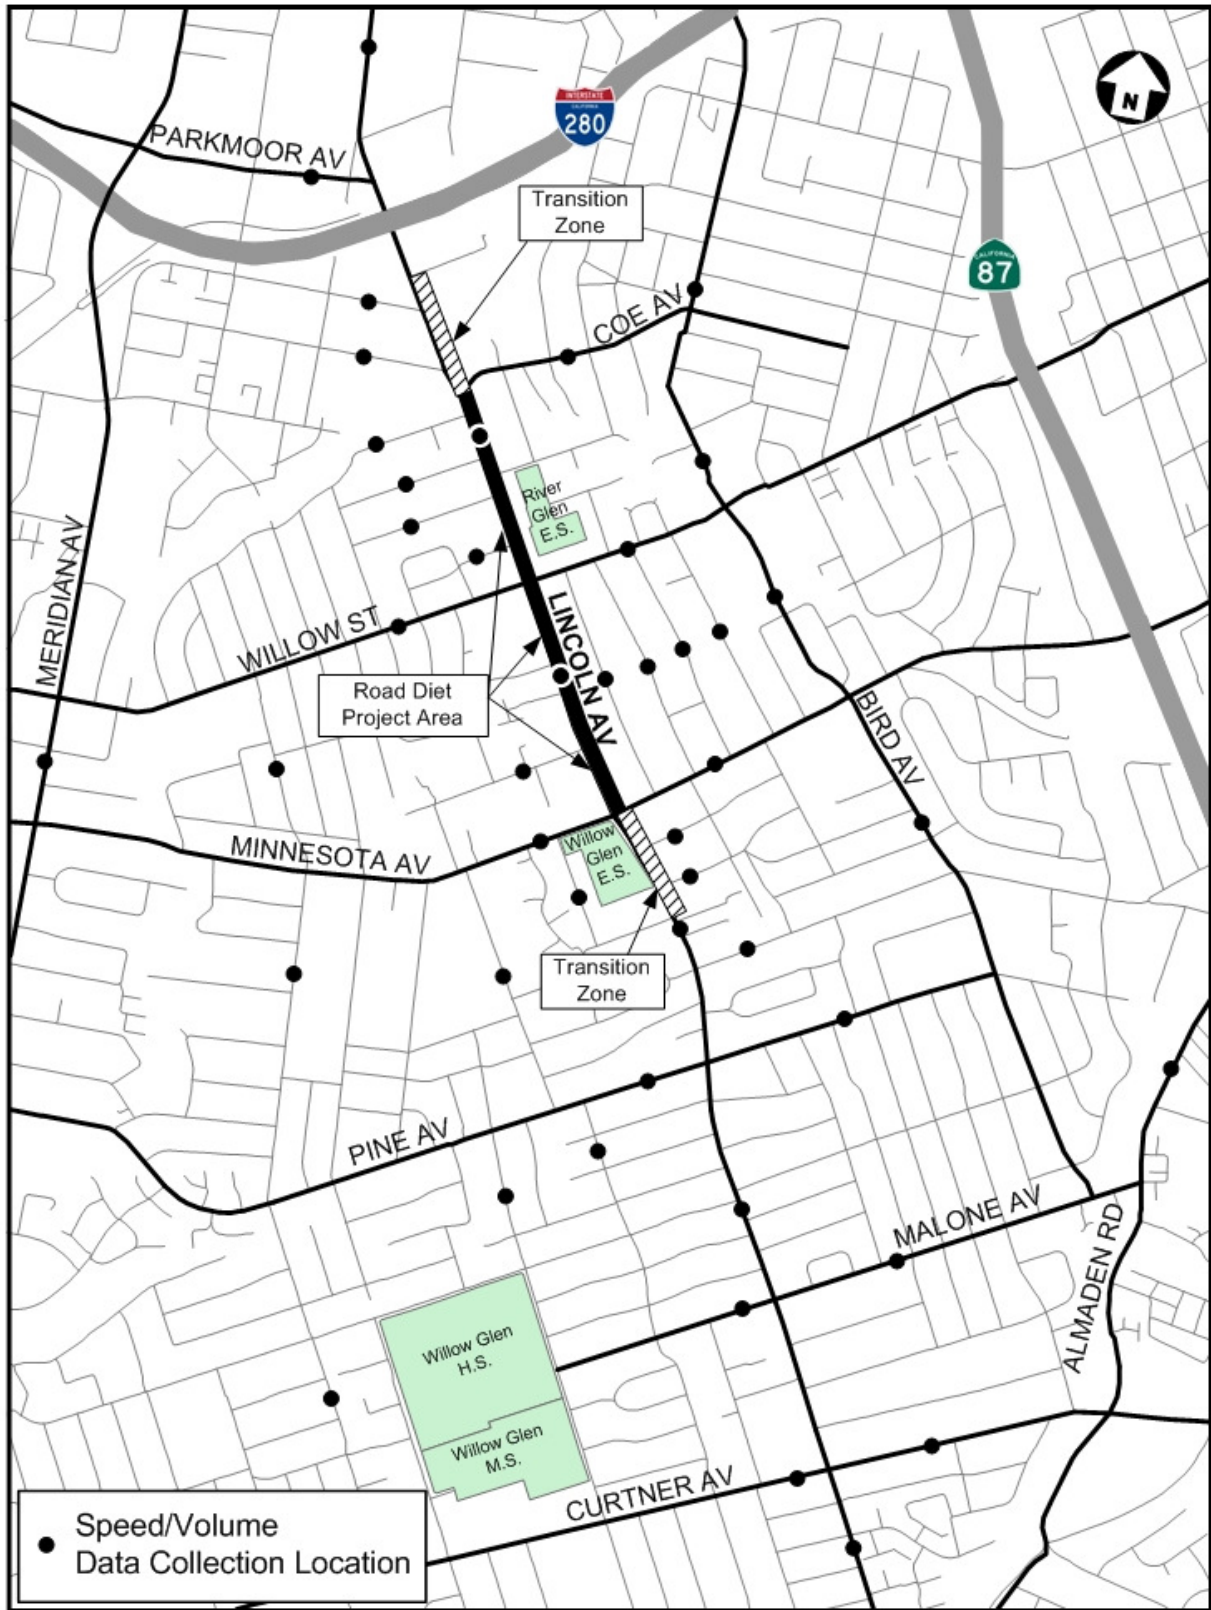 PARKMOOR AV
INTERSTATE
CALIFORNIA
280
N
Transition
Zone
CALIFORNIA
87
COE AV
River
Glen
E.S.
MERIDIAN AV
WILLOW ST
LINCOLN AV
Road Diet
Project Area
BIRD AV
MINNESOTA AV
Willow
Glen
E.S.
Transition
Zone
PINE AV
MALONE AV
ALMADEN RD
Willow Glen
H.S.
Willow Glen
M.S.
CURTNER AV
Speed/Volume
Data Collection Location